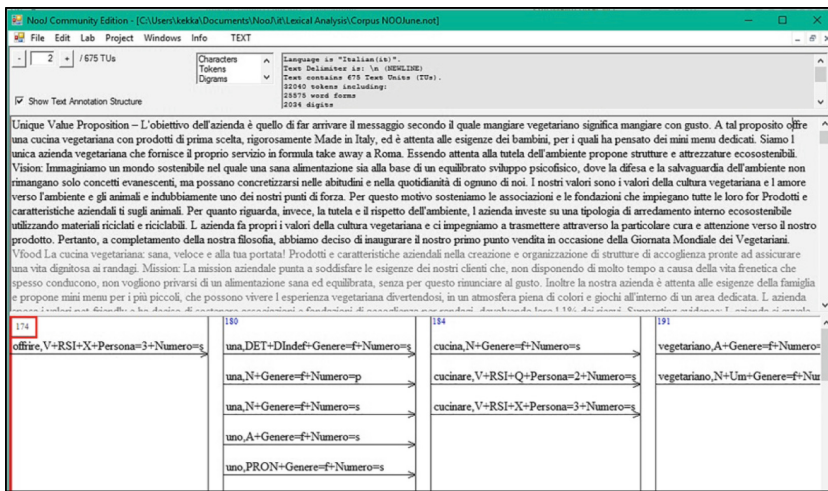 NooJ Community Edition - [C:\Users\kekka\Documents\NooJ\it\Lexical Analysis\Corpus NOOJune.not]
File Edit Lab Project Windows Info TEXT
- 2 + / 675 TUs
Characters
Tokens
Digrams
Show Text Annotation Structure
Language is "Italian(it)".
Text Delimiter is: \n (NEWLINE)
Text contains 675 Text Units (TUs).
32040 tokens including:
25575 word forms
2034 digits
Unique Value Proposition – L'obiettivo dell'azienda è quello di far arrivare il messaggio secondo il quale mangiare vegetariano significa mangiare con gusto. A tal proposito offre
una cucina vegetariana con prodotti di prima scelta, rigorosamente Made in Italy, ed è attenta alle esigenze dei bambini, per i quali ha pensato dei mini menu dedicati. Siamo l
unica azienda vegetariana che fornisce il proprio servizio in formula take away a Roma. Essendo attenta alla tutela dell'ambiente propone strutture e attrezzature ecosostenibili.
Vision: Immaginiamo un mondo sostenibile nel quale una sana alimentazione sia alla base di un equilibrato sviluppo psicofisico, dove la difesa e la salvaguardia dell'ambiente non
rimangano solo concetti evanescenti, ma possano concretizzarsi nelle abitudini e nella quotidianità di ognuno di noi. I nostri valori sono i valori della cultura vegetariana e l amore
verso l'ambiente e gli animali e indubbiamente uno dei nostri punti di forza. Per questo motivo sosteniamo le associazioni e le fondazioni che impiegano tutte le loro for Prodotti e
caratteristiche aziendali ti sugli animali. Per quanto riguarda, invece, la tutela e il rispetto dell'ambiente, l azienda investe su una tipologia di arredamento interno ecosostenibile
utilizzando materiali riciclati e riciclabili. L azienda fa propri i valori della cultura vegetariana e ci impegniamo a trasmettere attraverso la particolare cura e attenzione verso il nostro
prodotto. Pertanto, a completamento della nostra filosofia, abbiamo deciso di inaugurare il nostro primo punto vendita in occasione della Giornata Mondiale dei Vegetariani.
Vfood La cucina vegetariana: sana, veloce e alla tua portata! Prodotti e caratteristiche aziendali nella creazione e organizzazione di strutture di accoglienza pronte ad assicurare
una vita dignitosa ai randagi. Mission: La mission aziendale punta a soddisfare le esigenze dei nostri clienti che, non disponendo di molto tempo a causa della vita frenetica che
spesso conducono, non vogliono privarsi di un alimentazione sana ed equilibrata, senza per questo rinunciare al gusto. Inoltre la nostra azienda è attenta alle esigenze della famiglia
e propone mini menu per i più piccoli, che possono vivere l esperienza vegetariana divertendosi, in un atmosfera piena di colori e giochi all'interno di un area dedicata. L azienda
174 180 184 191
offrire,V+RSI+X+Persona=3+Numero=s una,DET+DIndef+Genere=f+Numero=s cucina,N+Genere=f+Numero=s vegetariano,A+Genere=f+Numero=
una,N+Genere=f+Numero=p cucinare,V+RSI+Q+Persona=2+Numero=s vegetariano,N+Um+Genere=f+Nur
una,N+Genere=f+Numero=s cucinare,V+RSI+X+Persona=3+Numero=s
uno,A+Genere=f+Numero=s
uno,PRON+Genere=f+Numero=s